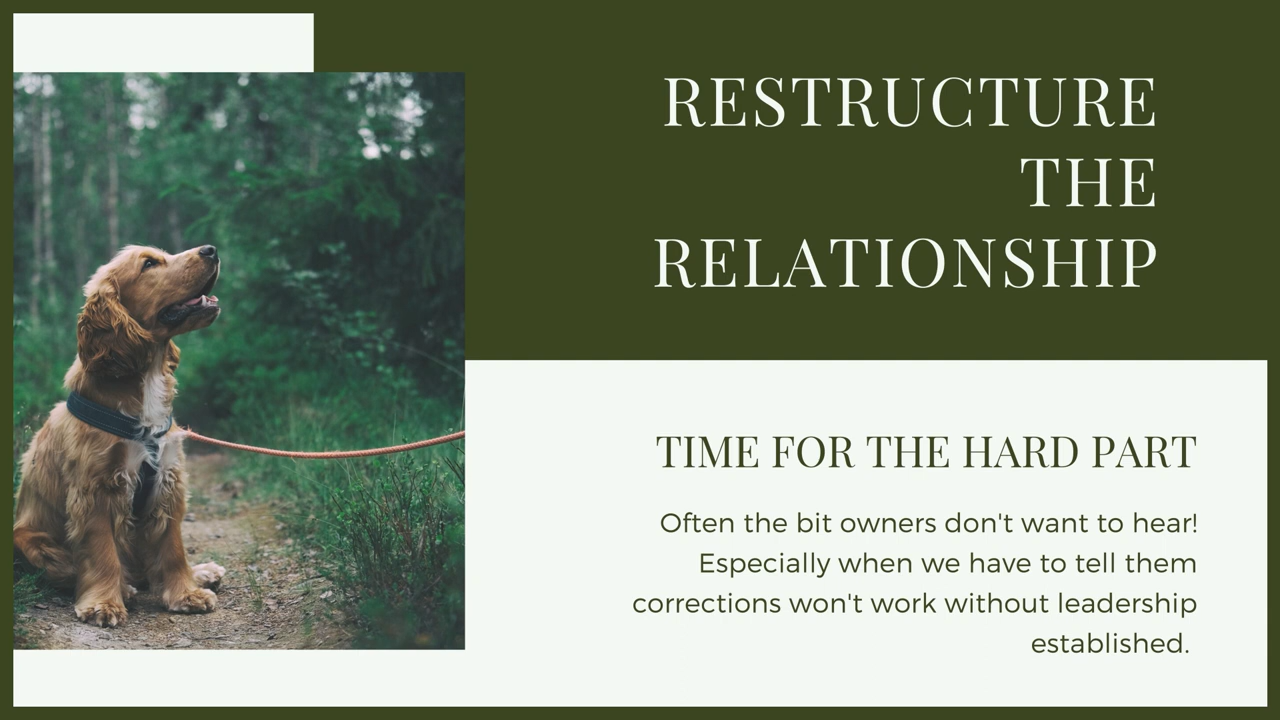 RESTRUCTURE
THE
RELATIONSHIP
TIME FOR THE HARD PART
Often the bit owners don't want to hear!
Especially when we have to tell them
corrections won't work without leadership
established.